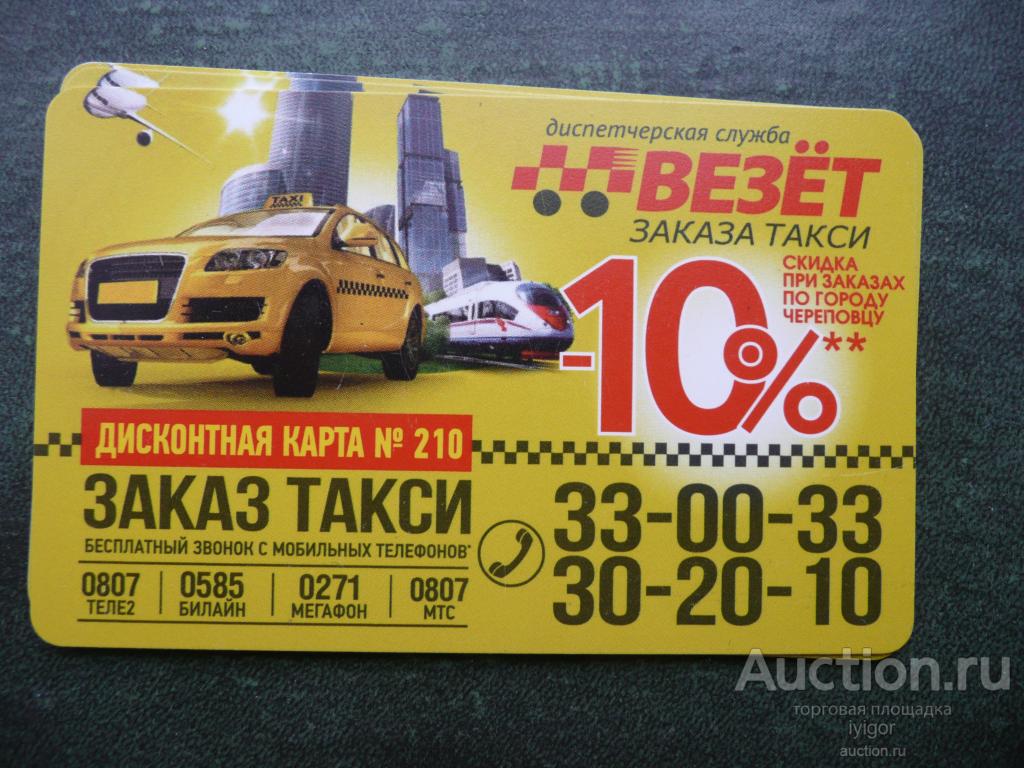 диспетчерская служба
ВЕЗЁТ
ЗАКАЗА ТАКСИ
TAXI
-10%**
СКИДКА
ПРИ ЗАКАЗАХ
ПО ГОРОДУ
ЧЕРЕПОВЦУ
ДИСКОНТНАЯ КАРТА № 210
ЗАКАЗ ТАКСИ
БЕСПЛАТНЫЙ ЗВОНОК С МОБИЛЬНЫХ ТЕЛЕФОНОВ*
0807 0585 0271 0807
ТЕЛЕ2 БИЛАЙН МЕГАФОН МТС
33-00-33
30-20-10
Auction.ru
торговая площадка
iyigor
auction.ru